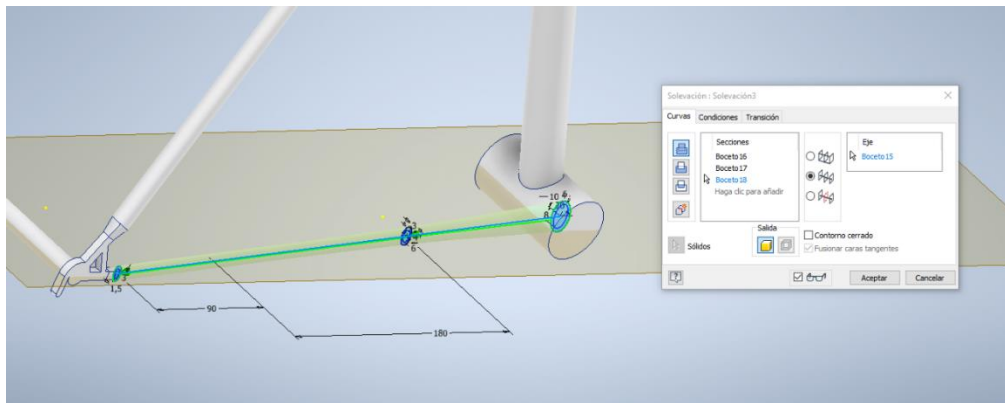 Solevación : Solevación3
Curvas Condiciones Transición
Secciones
Boceto16
Boceto17
Boceto18
Haga clic para añadir
Eje
Boceto15
Sólidos
Salida
Contorno cerrado
Fusionar caras tangentes
Aceptar
Cancelar
10
8
6
1,5
90
180